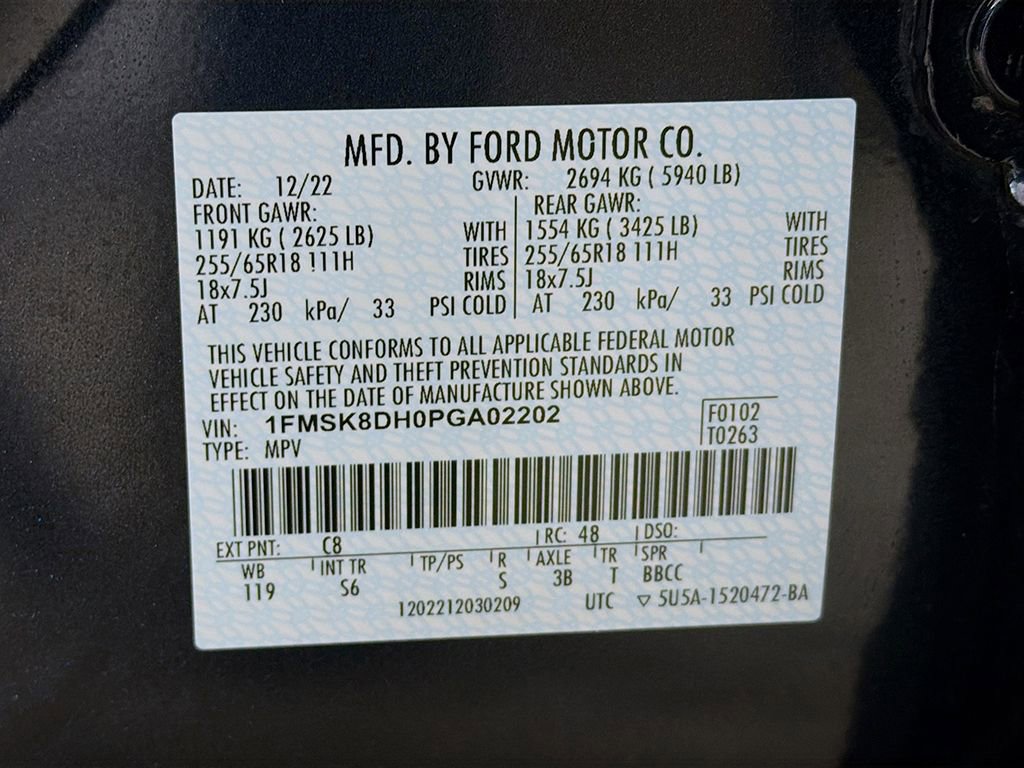 MFD. BY FORD MOTOR CO.
DATE: 12/22 GVWR: 2694 KG ( 5940 LB)
FRONT GAWR: REAR GAWR:
1191 KG ( 2625 LB) WITH 1554 KG ( 3425 LB) WITH
255/65R18 111H TIRES 255/65R18 111H TIRES
18x7.5J RIMS 18x7.5J RIMS
AT 230 kPa/ 33 PSI COLD AT 230 kPa/ 33 PSI COLD
THIS VEHICLE CONFORMS TO ALL APPLICABLE FEDERAL MOTOR
VEHICLE SAFETY AND THEFT PREVENTION STANDARDS IN
EFFECT ON THE DATE OF MANUFACTURE SHOWN ABOVE.
VIN: 1FMSK8DH0PGA02202 F0102
TYPE: MPV T0263
EXT PNT: C8 RC: 48 DSO:
WB INT TR TP/PS R AXLE TR SPR
119 S6 S 3B T BBCC
1202212030209 UTC ▽ 5U5A-1520472-BA